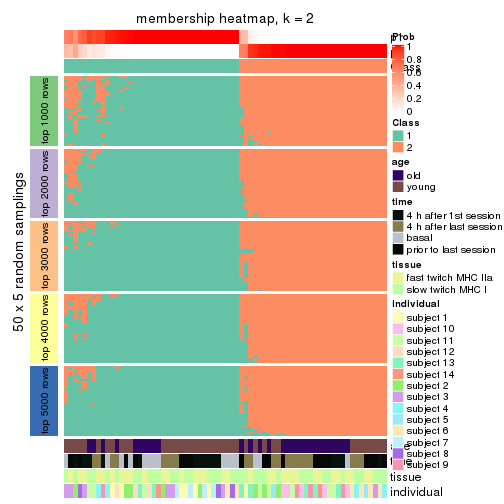 membership heatmap, k = 2
50 x 5 random samplings
top 1000 rows
top 2000 rows
top 3000 rows
top 4000 rows
top 5000 rows
Prob
1
0.8
0.6
0.4
0.2
0
Class
1
2
age
old
young
time
4 h after 1st session
4 h after last session
basal
prior to last session
tissue
fast twitch MHC IIa
slow twitch MHC I
individual
subject 1
subject 10
subject 11
subject 12
subject 13
subject 14
subject 2
subject 3
subject 4
subject 5
subject 6
subject 7
subject 8
subject 9
tissue
individual